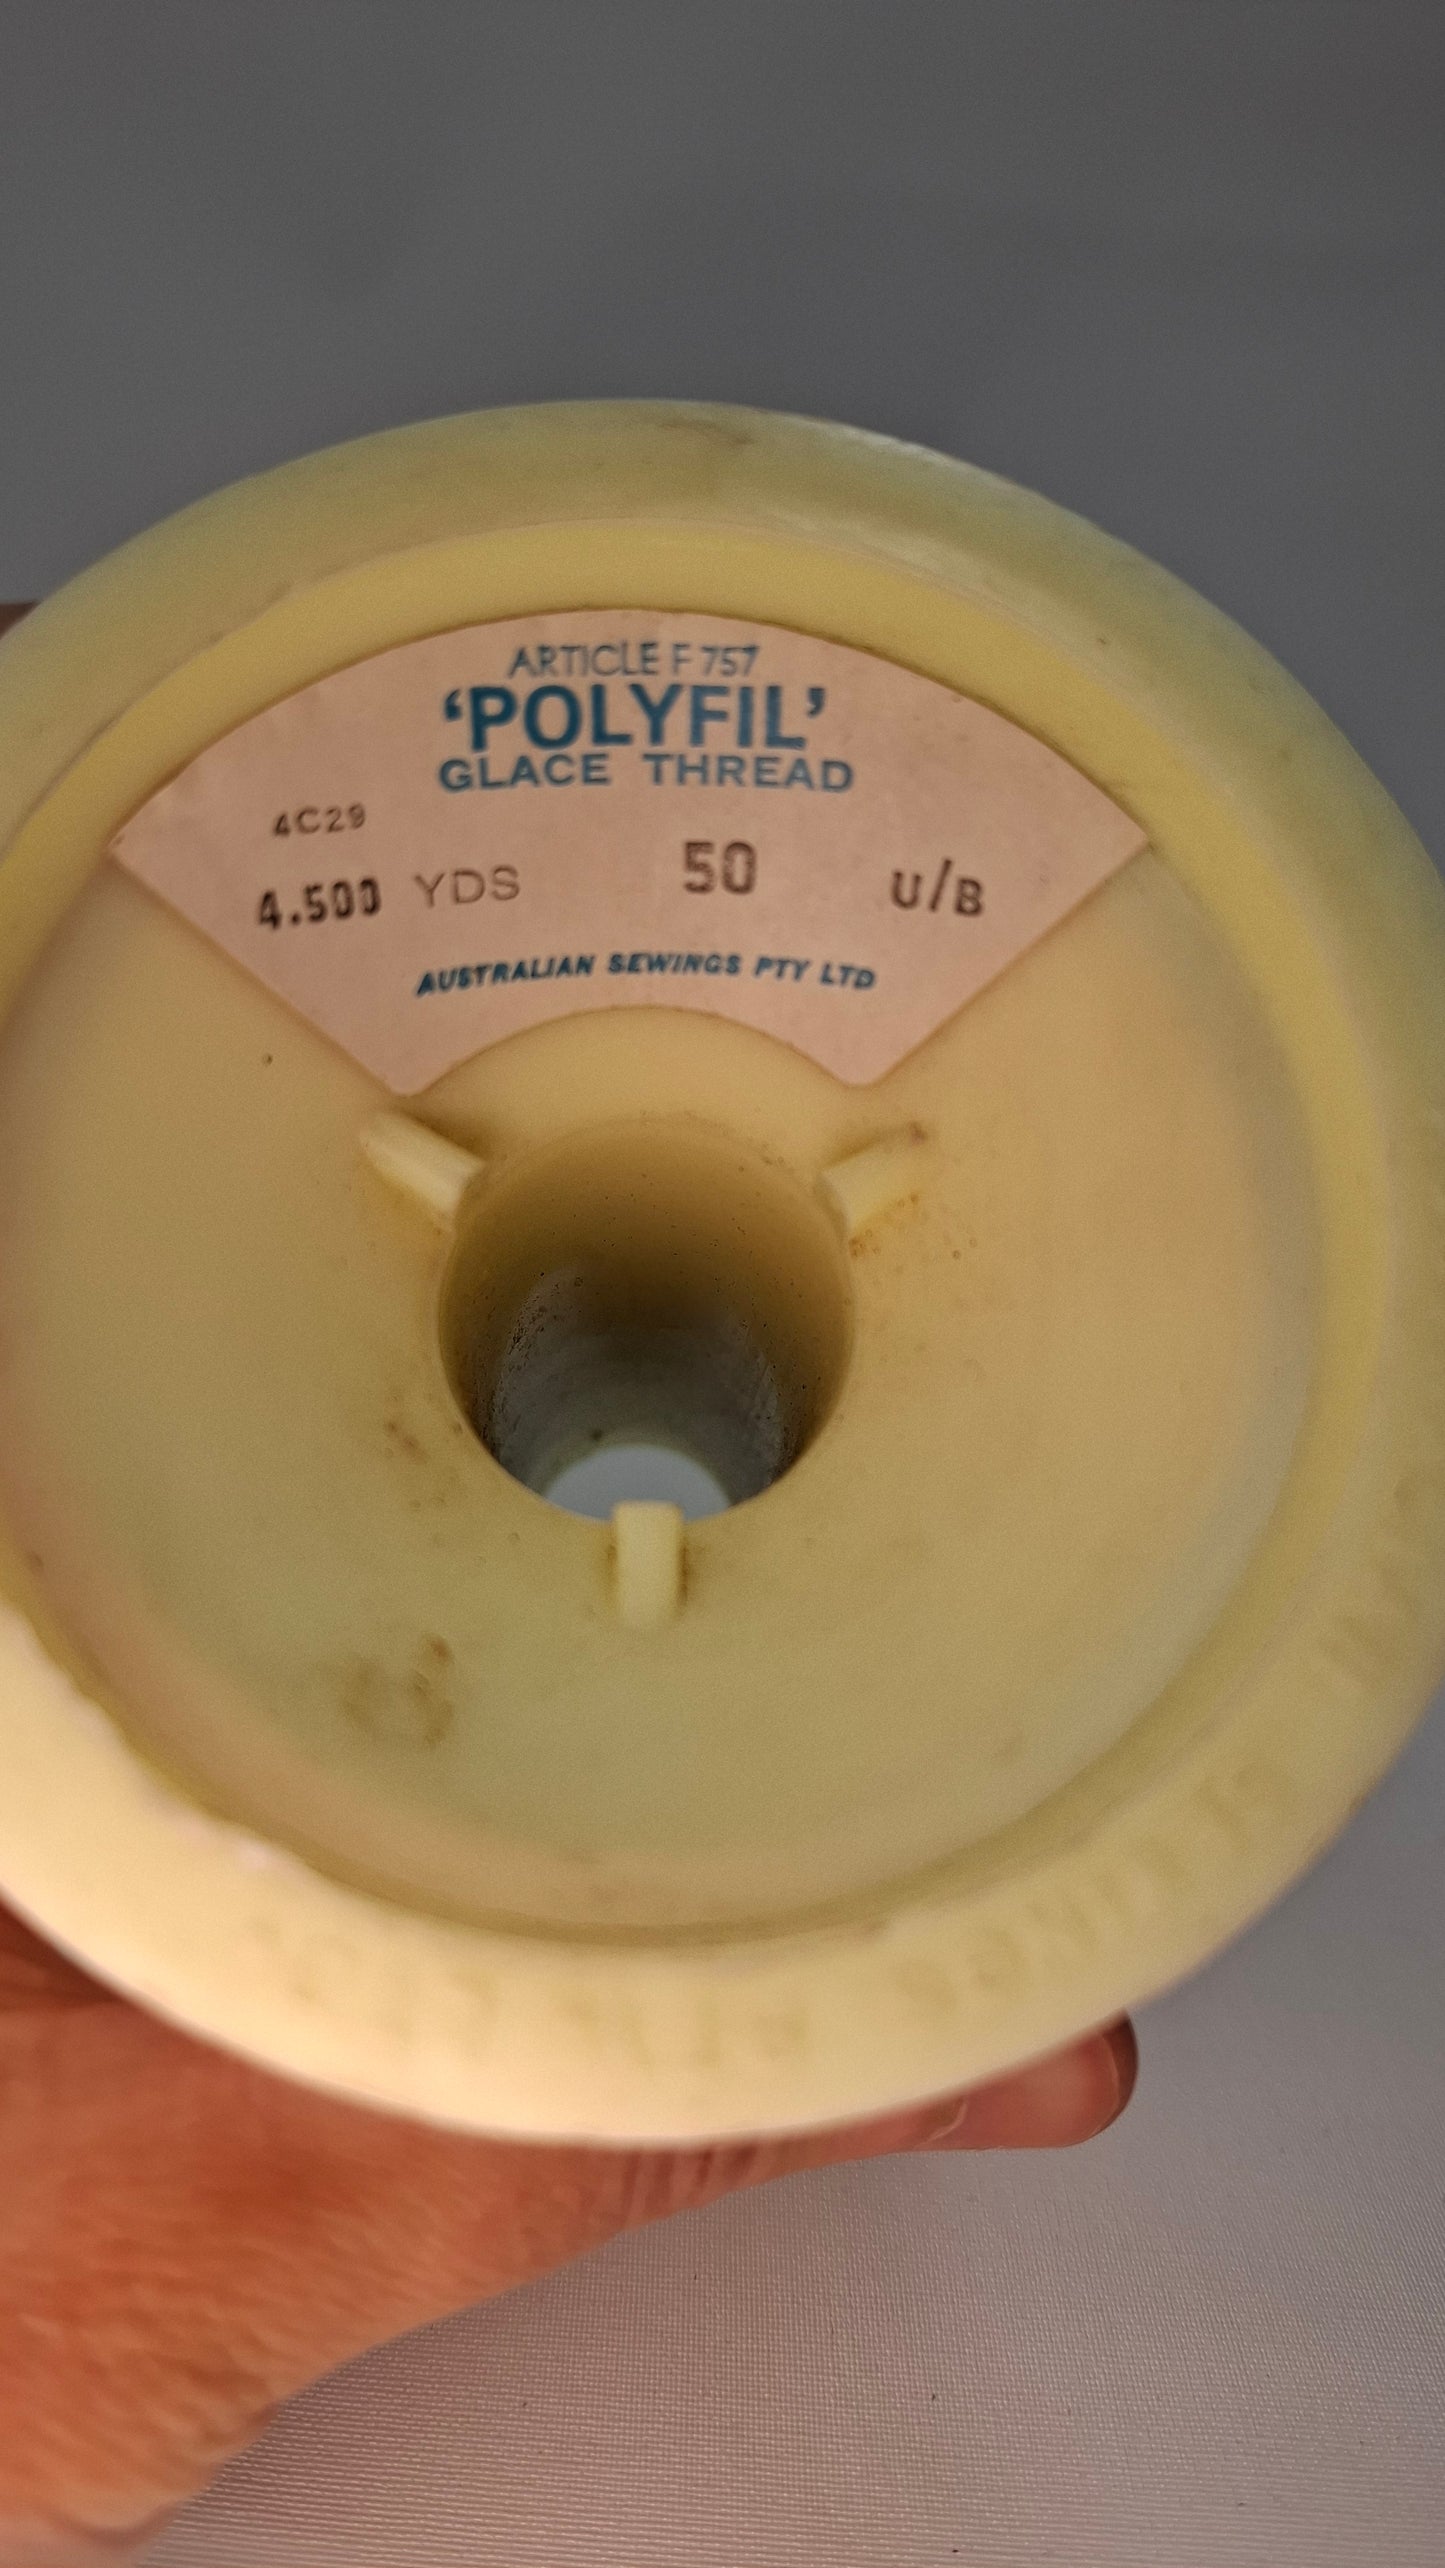 ARTICLE F 757
'POLYFIL'
GLACE THREAD
4C29
4.500 YDS 50 U/B
AUSTRALIAN SEWINGS PTY LTD